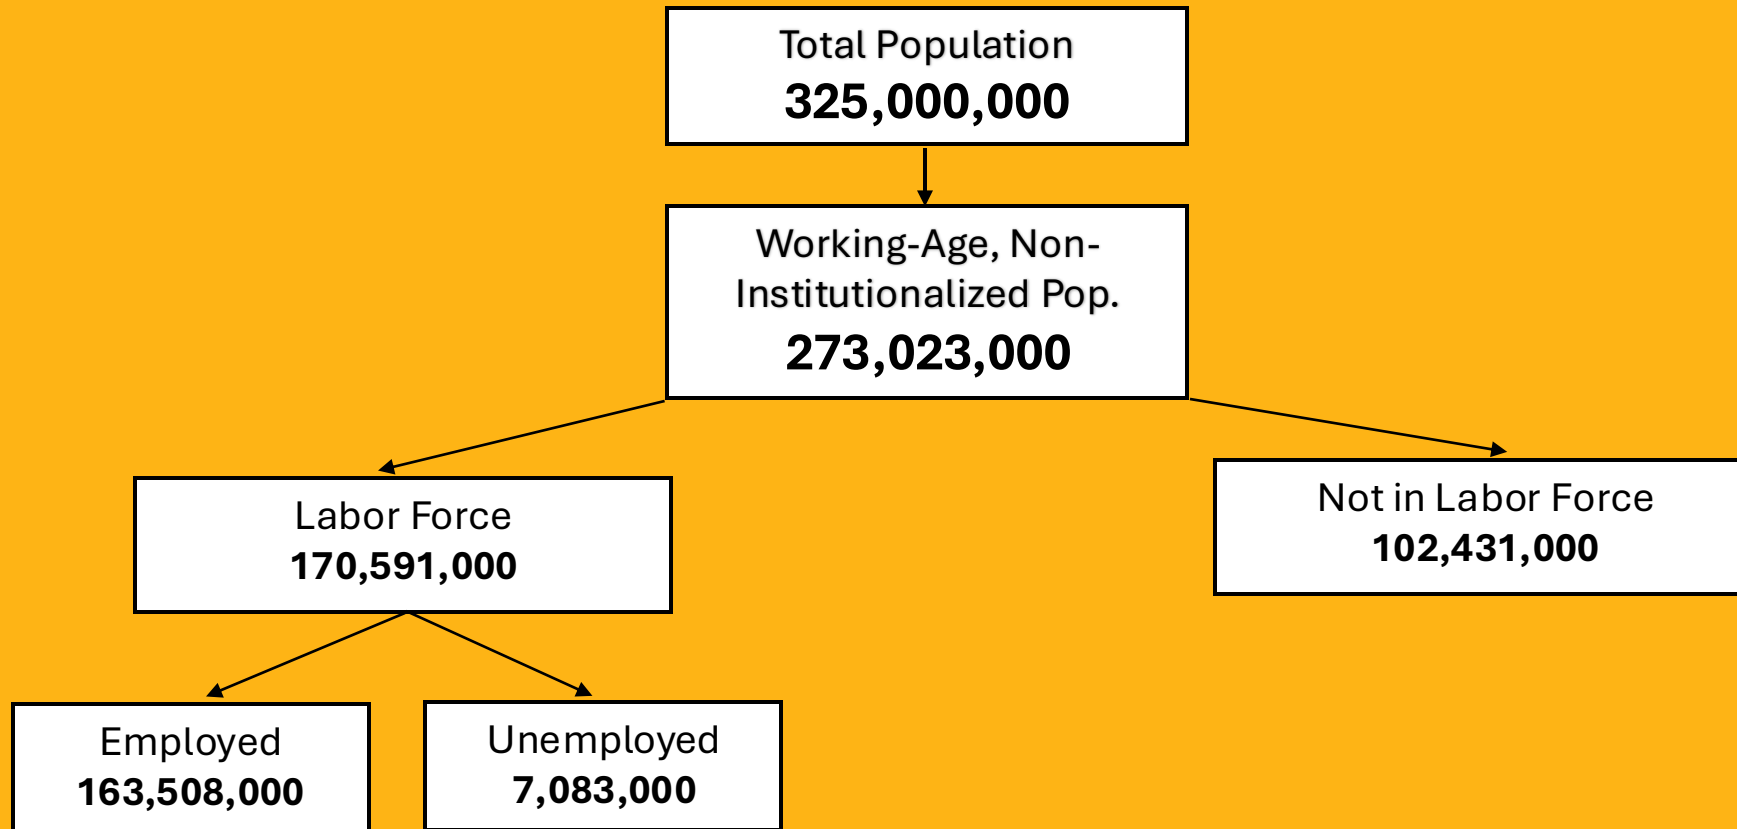 Total Population
325,000,000
Working-Age, Non-
Institutionalized Pop.
273,023,000
Labor Force
170,591,000
Not in Labor Force
102,431,000
Employed
163,508,000
Unemployed
7,083,000